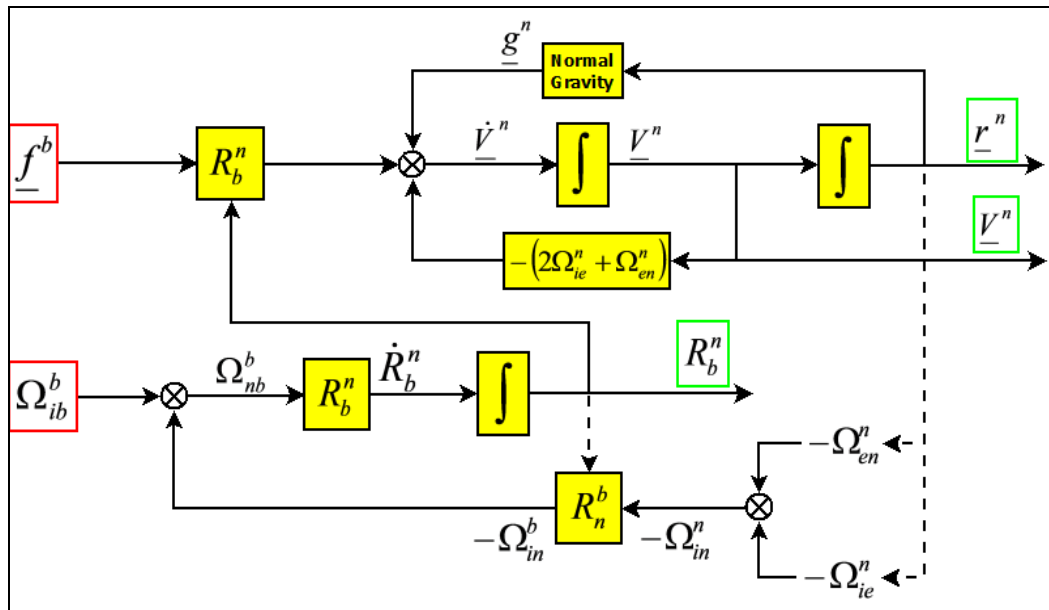 g^n
Normal
Gravity
f^b
R_b^n
V̇^n
∫
V^n
∫
r^n
V^n
-(2Ω_ie^n + Ω_en^n)
R_b^n
Ω_ib^b
Ω_nb^b
R_b^n
Ṙ_b^n
∫
-Ω_en^n
R_n^b
-Ω_in^b
-Ω_in^n
-Ω_ie^n